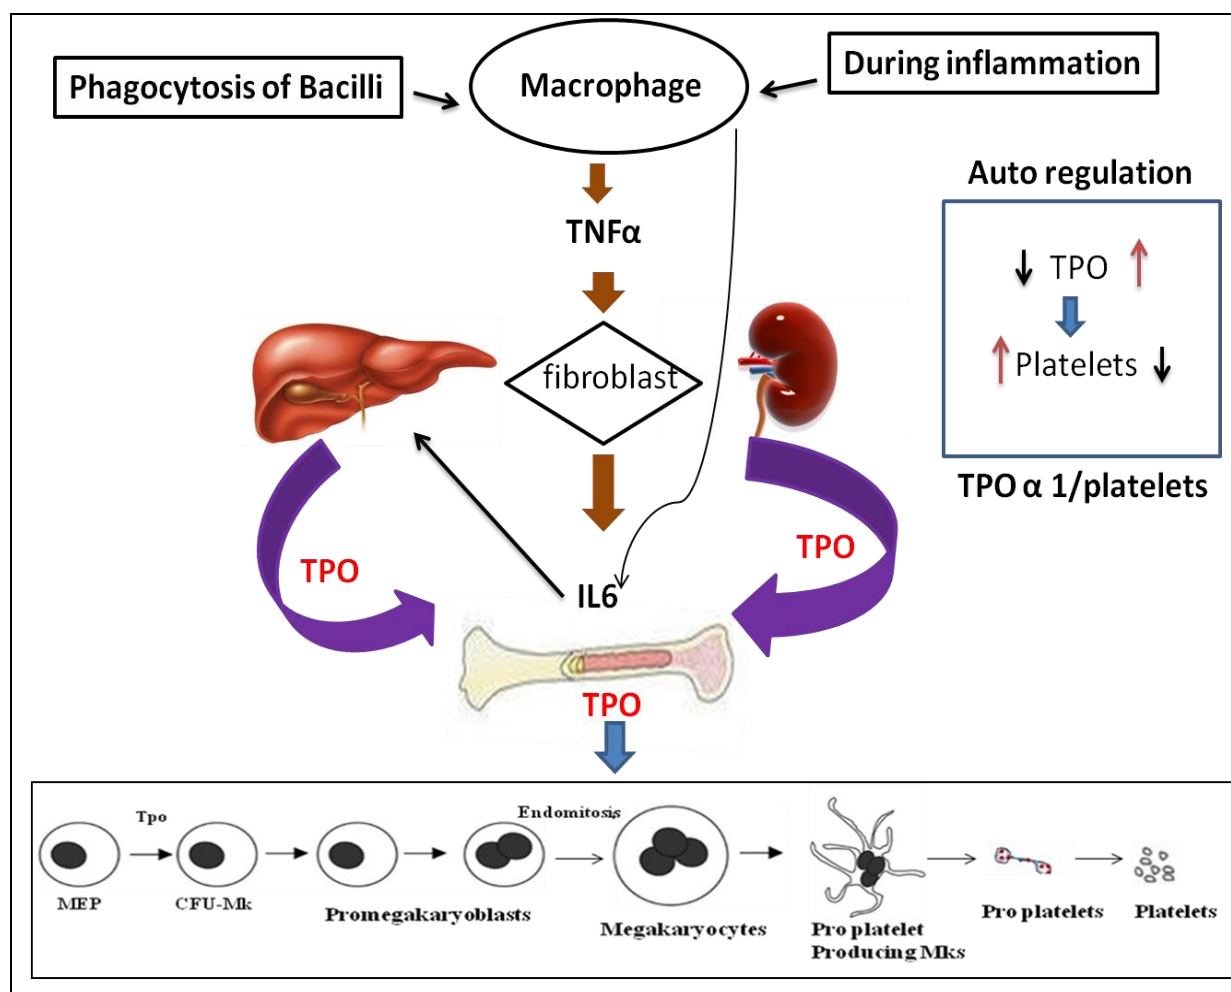 Phagocytosis of Bacilli
Macrophage
During inflammation
TNFα
fibroblast
IL6
TPO
TPO
TPO
Auto regulation
↓ TPO ↑
↑ Platelets ↓
TPO α 1/platelets
Tpo
Endomitosis
MEP
CFU-Mk
Promegakaryoblasts
Megakaryocytes
Pro platelet
Producing Mks
Pro platelets
Platelets